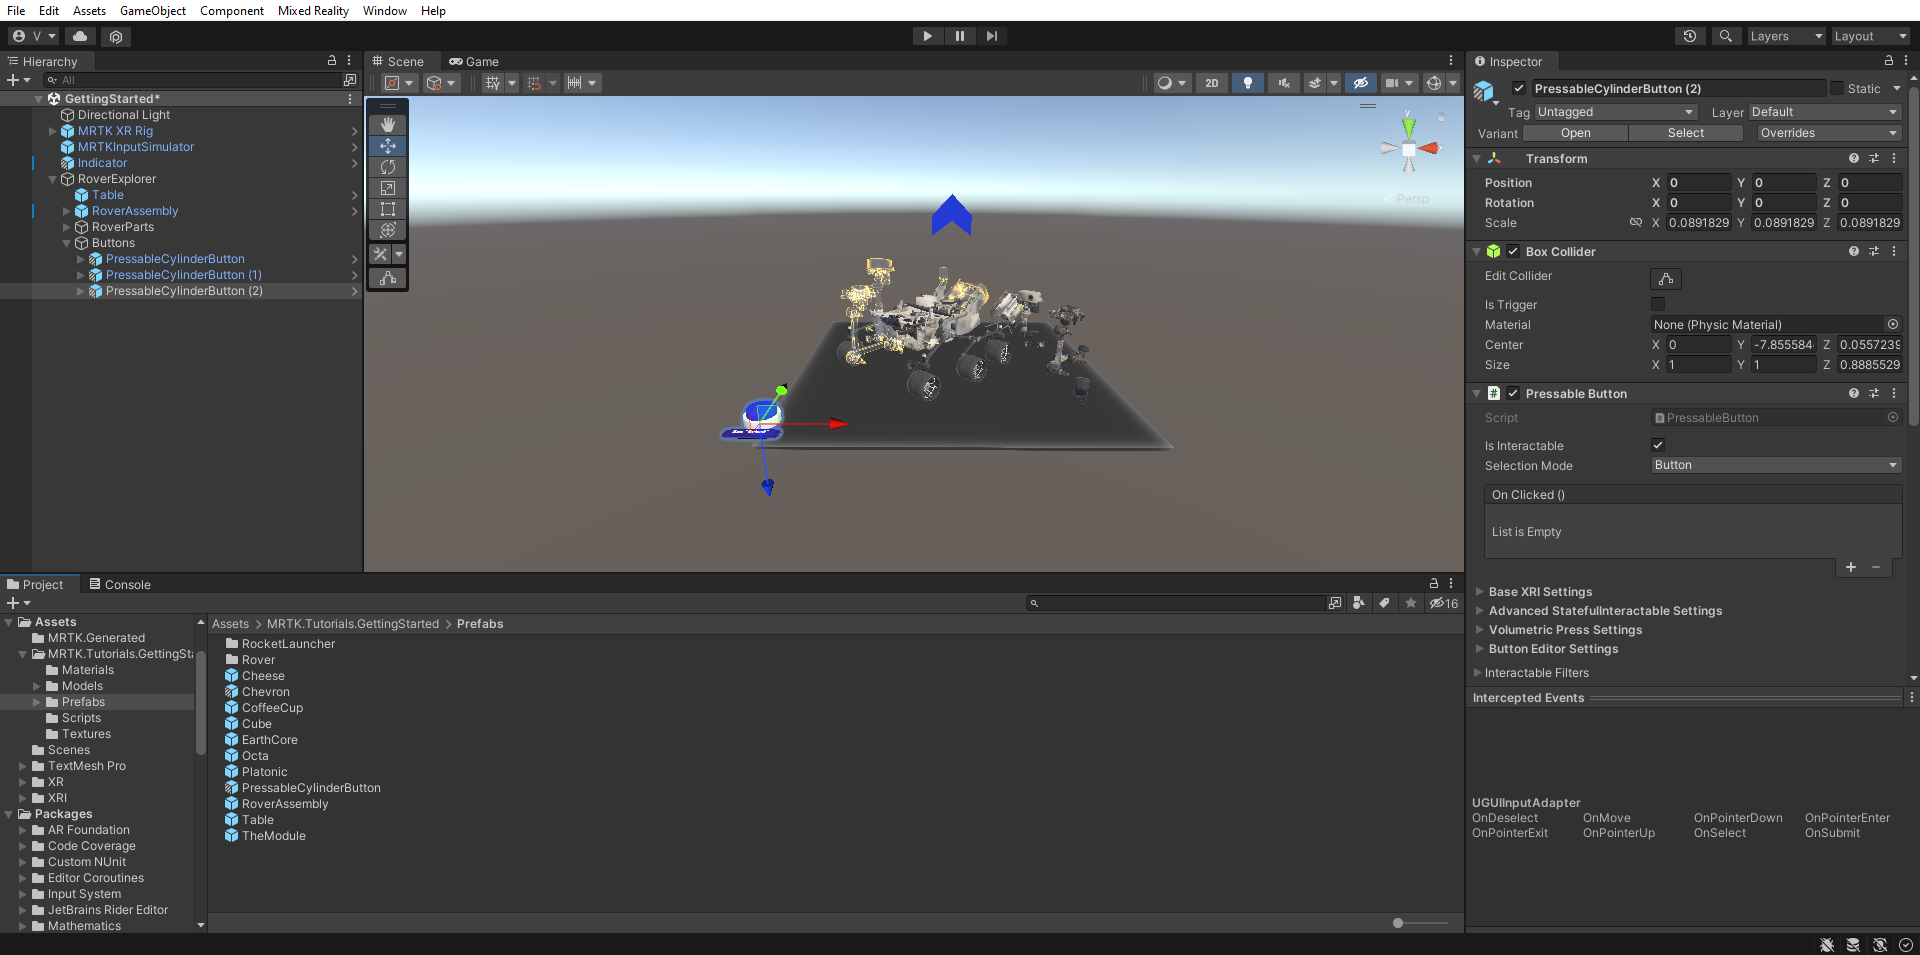 File Edit Assets GameObject Component Mixed Reality Window Help
V Layers Layout
Hierarchy
All
GettingStarted*
Directional Light
MRTK XR Rig
MRTKInputSimulator
Indicator
RoverExplorer
Table
RoverAssembly
RoverParts
Buttons
PressableCylinderButton
PressableCylinderButton (1)
PressableCylinderButton (2)
Scene Game
2D
y
Persp
Inspector
PressableCylinderButton (2) Static
Tag Untagged Layer Default
Variant Open Select Overrides
Transform
Position X 0 Y 0 Z 0
Rotation X 0 Y 0 Z 0
Scale X 0.0891829 Y 0.0891829 Z 0.0891829
Box Collider
Edit Collider
Is Trigger
Material None (Physic Material)
Center X 0 Y -7.855584 Z 0.0557239
Size X 1 Y 1 Z 0.8885529
Pressable Button
Script PressableButton
Is Interactable
Selection Mode Button
On Clicked ()
List is Empty
+ −
Base XRI Settings
Advanced StatefulInteractable Settings
Volumetric Press Settings
Button Editor Settings
Interactable Filters
Intercepted Events
UGUIInputAdapter
OnDeselect OnMove OnPointerDown OnPointerEnter
OnPointerExit OnPointerUp OnSelect OnSubmit
Project Console
16
Assets
MRTK.Generated
MRTK.Tutorials.GettingSta
Materials
Models
Prefabs
Scripts
Textures
Scenes
TextMesh Pro
XR
XRI
Packages
AR Foundation
Code Coverage
Custom NUnit
Editor Coroutines
Input System
JetBrains Rider Editor
Mathematics
Assets > MRTK.Tutorials.GettingStarted > Prefabs
RocketLauncher
Rover
Cheese
Chevron
CoffeeCup
Cube
EarthCore
Octa
Platonic
PressableCylinderButton
RoverAssembly
Table
TheModule